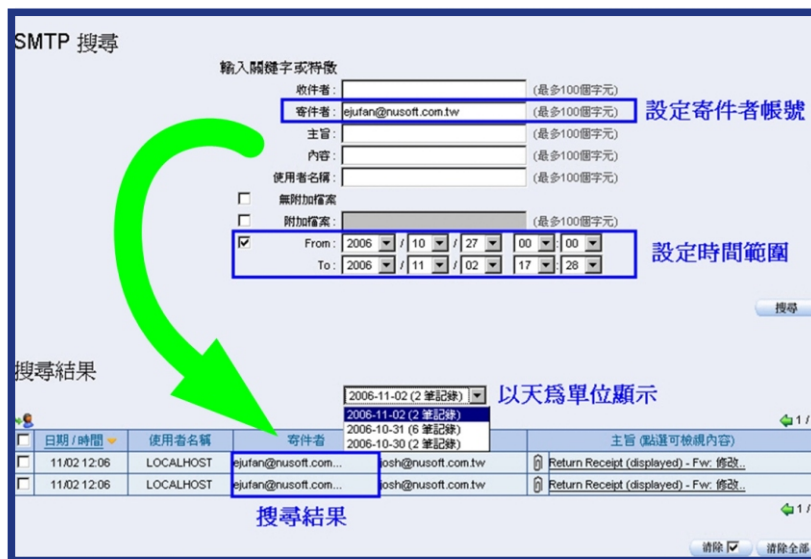 SMTP 搜尋
輸入關鍵字或特徵
收件者: (最多100個字元)
寄件者: ejufan@nusoft.com.tw (最多100個字元) 設定寄件者帳號
主旨: (最多100個字元)
內容: (最多100個字元)
使用者名稱: (最多100個字元)
無附加檔案
附加檔案: (最多100個字元)
From: 2006 / 10 / 27 00 : 00
To: 2006 / 11 / 02 17 : 28
設定時間範圍
搜尋
搜尋結果
2006-11-02 (2 筆記錄) 以天為單位顯示
2006-11-02 (2 筆記錄)
2006-10-31 (6 筆記錄)
2006-10-30 (2 筆記錄)
1 /
日期 / 時間 使用者名稱 寄件者 主旨 (點選可檢視內容)
11/02 12:06 LOCALHOST ejufan@nusoft.com... josh@nusoft.com.tw Return Receipt (displayed) - Fw: 修改..
11/02 12:06 LOCALHOST ejufan@nusoft.com... josh@nusoft.com.tw Return Receipt (displayed) - Fw: 修改..
搜尋結果
1 /
清除 清除全部